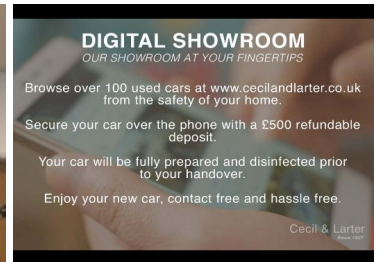 DIGITAL SHOWROOM
OUR SHOWROOM AT YOUR FINGERTIPS
Browse over 100 used cars at www.cecilandlarter.co.uk
from the safety of your home.
Secure your car over the phone with a £500 refundable
deposit.
Your car will be fully prepared and disinfected prior
to your handover.
Enjoy your new car, contact free and hassle free.
Cecil & Larter